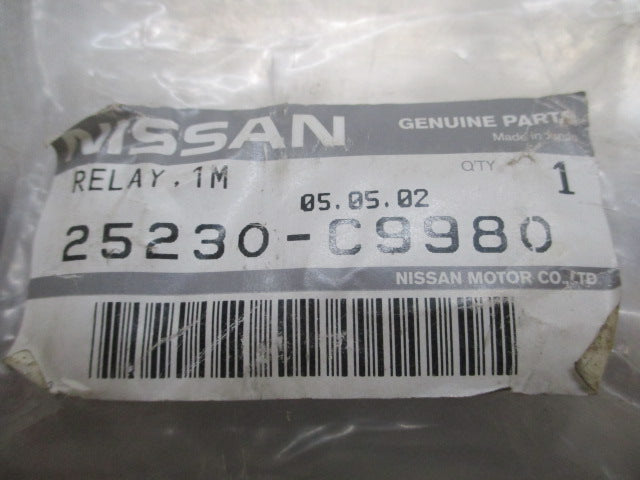 NISSAN
GENUINE PARTS
Made in Japan
RELAY, 1M
QTY
1
05.05.02
25230-C9980
NISSAN MOTOR CO., LTD